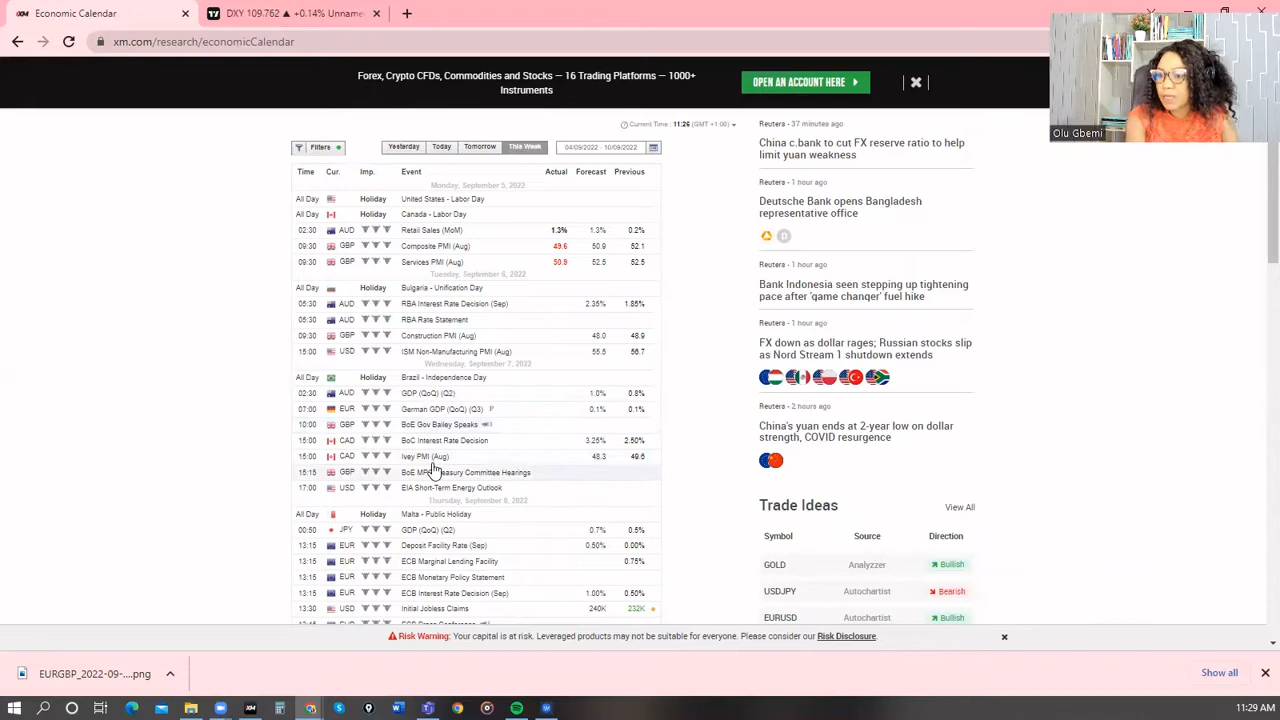 Economic Calendar
DXY 109.762 ▲ +0.14% Unname
xm.com/research/economicCalendar
Forex, Crypto CFDs, Commodities and Stocks — 16 Trading Platforms — 1000+
Instruments
OPEN AN ACCOUNT HERE
Olu Gbemi
Current Time : 11:26 (GMT +1:00)
Filters
Yesterday Today Tomorrow This Week 04/09/2022 - 10/09/2022
Time Cur. Imp. Event Actual Forecast Previous
Monday, September 5, 2022
All Day Holiday United States - Labor Day
All Day Holiday Canada - Labor Day
02:30 AUD Retail Sales (MoM) 1.3% 1.3% 0.2%
09:30 GBP Composite PMI (Aug) 49.6 50.9 52.1
09:30 GBP Services PMI (Aug) 50.9 52.5 52.5
Tuesday, September 6, 2022
All Day Holiday Bulgaria - Unification Day
05:30 AUD RBA Interest Rate Decision (Sep) 2.35% 1.85%
05:30 AUD RBA Rate Statement
09:30 GBP Construction PMI (Aug) 48.0 48.9
15:00 USD ISM Non-Manufacturing PMI (Aug) 55.5 56.7
Wednesday, September 7, 2022
All Day Holiday Brazil - Independence Day
02:30 AUD GDP (QoQ) (Q2) 1.0% 0.8%
07:00 EUR German GDP (QoQ) (Q3) P 0.1% 0.1%
10:00 GBP BoE Gov Bailey Speaks
15:00 CAD BoC Interest Rate Decision 3.25% 2.50%
15:00 CAD Ivey PMI (Aug) 48.3 49.6
15:15 GBP BoE MP easury Committee Hearings
17:00 USD EIA Short-Term Energy Outlook
Thursday, September 8, 2022
All Day Holiday Malta - Public Holiday
00:50 JPY GDP (QoQ) (Q2) 0.7% 0.5%
13:15 EUR Deposit Facility Rate (Sep) 0.50% 0.00%
13:15 EUR ECB Marginal Lending Facility 0.75%
13:15 EUR ECB Monetary Policy Statement
13:15 EUR ECB Interest Rate Decision (Sep) 1.00% 0.50%
13:30 USD Initial Jobless Claims 240K 232K
Reuters - 37 minutes ago
China c.bank to cut FX reserve ratio to help
limit yuan weakness
Reuters - 1 hour ago
Deutsche Bank opens Bangladesh
representative office
D
Reuters - 1 hour ago
Bank Indonesia seen stepping up tightening
pace after 'game changer' fuel hike
Reuters - 1 hour ago
FX down as dollar rages; Russian stocks slip
as Nord Stream 1 shutdown extends
Reuters - 2 hours ago
China's yuan ends at 2-year low on dollar
strength, COVID resurgence
Trade Ideas View All
Symbol Source Direction
GOLD Analyzzer Bullish
USDJPY Autochartist Bearish
EURUSD Autochartist Bullish
Risk Warning: Your capital is at risk. Leveraged products may not be suitable for everyone. Please consider our Risk Disclosure.
EURGBP_2022-09-....png
Show all
11:29 AM